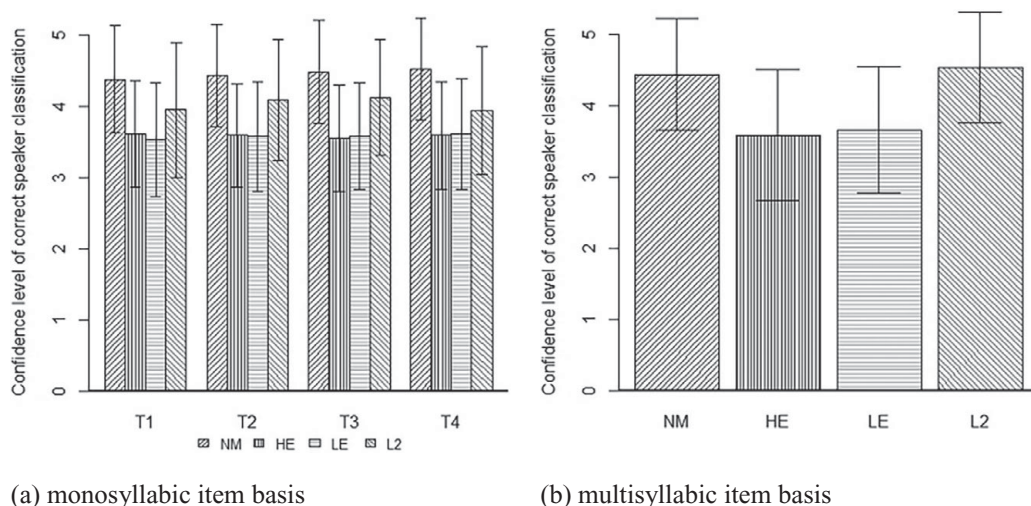 Confidence level of correct speaker classification
5
4
3
2
1
0
T1 T2 T3 T4
NM HE LE L2
(a) monosyllabic item basis
Confidence level of correct speaker classification
5
4
3
2
1
0
NM HE LE L2
(b) multisyllabic item basis